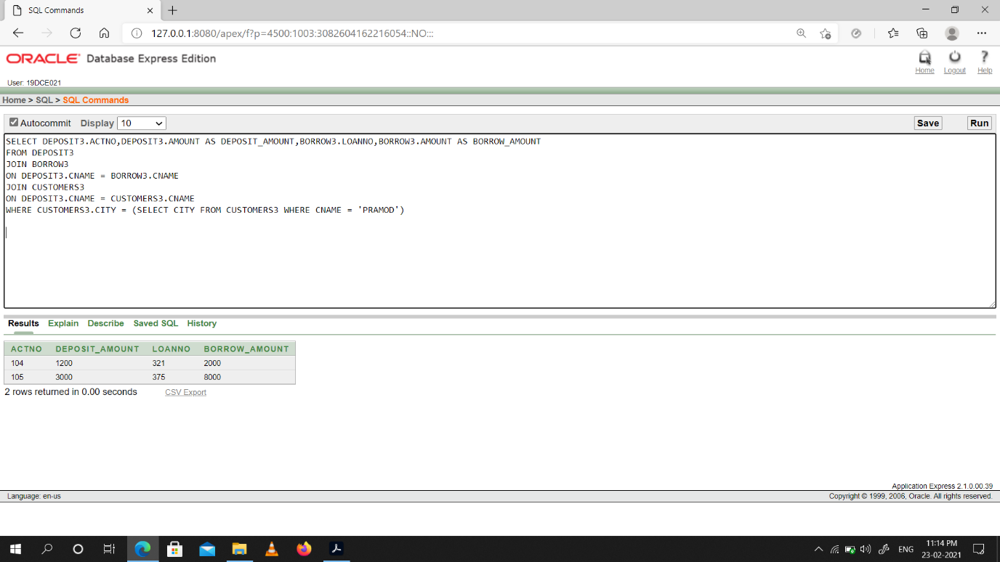 SQL Commands
127.0.0.1:8080/apex/f?p=4500:1003:3082604162216054::NO:::
ORACLE Database Express Edition
Home Logout Help
User: 19DCE021
Home > SQL > SQL Commands
Autocommit Display 10 Save Run
SELECT DEPOSIT3.ACTNO,DEPOSIT3.AMOUNT AS DEPOSIT_AMOUNT,BORROW3.LOANNO,BORROW3.AMOUNT AS BORROW_AMOUNT
FROM DEPOSIT3
JOIN BORROW3
ON DEPOSIT3.CNAME = BORROW3.CNAME
JOIN CUSTOMERS3
ON DEPOSIT3.CNAME = CUSTOMERS3.CNAME
WHERE CUSTOMERS3.CITY = (SELECT CITY FROM CUSTOMERS3 WHERE CNAME = 'PRAMOD')
Results Explain Describe Saved SQL History
ACTNO DEPOSIT_AMOUNT LOANNO BORROW_AMOUNT
104 1200 321 2000
105 3000 375 8000
2 rows returned in 0.00 seconds CSV Export
Application Express 2.1.0.00.39
Language: en-us Copyright © 1999, 2006, Oracle. All rights reserved.
ENG 11:14 PM
23-02-2021